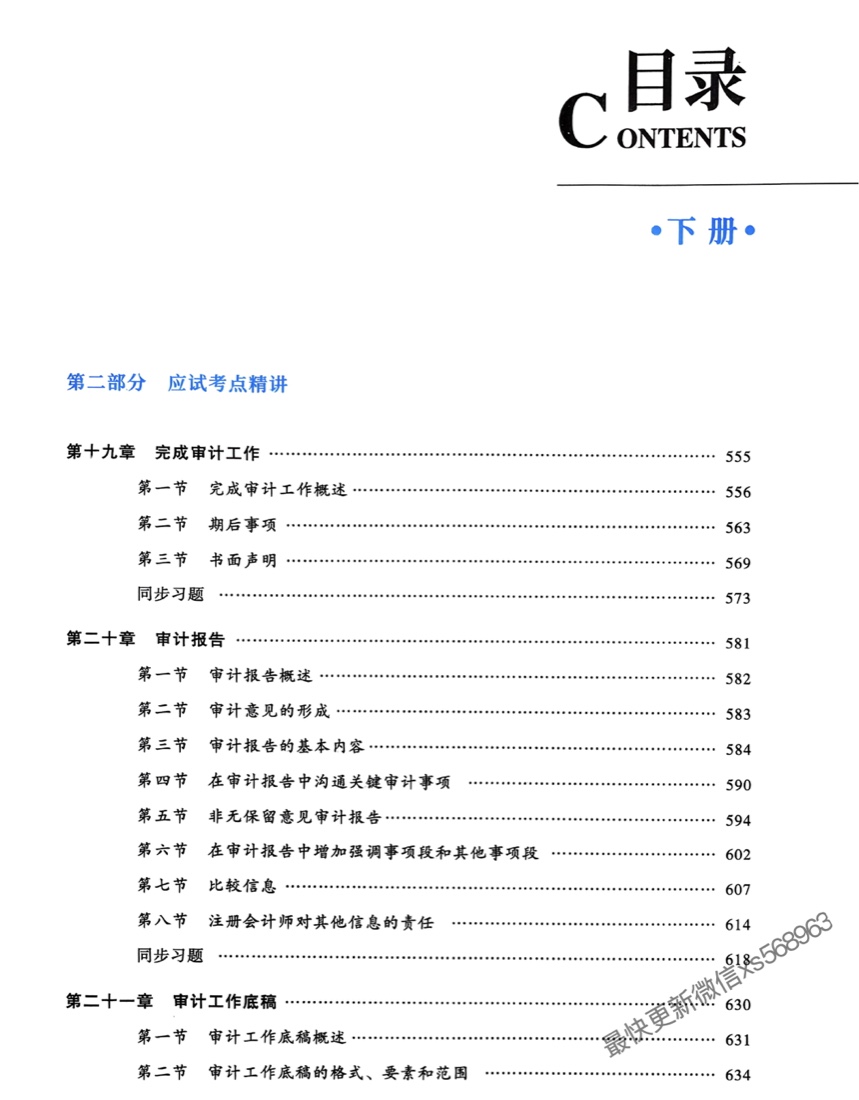 目录
CONTENTS
•下 册•
第二部分 应试考点精讲
第十九章 完成审计工作 …… 555
第一节 完成审计工作概述 …… 556
第二节 期后事项 …… 563
第三节 书面声明 …… 569
同步习题 …… 573
第二十章 审计报告 …… 581
第一节 审计报告概述 …… 582
第二节 审计意见的形成 …… 583
第三节 审计报告的基本内容 …… 584
第四节 在审计报告中沟通关键审计事项 …… 590
第五节 非无保留意见审计报告 …… 594
第六节 在审计报告中增加强调事项段和其他事项段 …… 602
第七节 比较信息 …… 607
第八节 注册会计师对其他信息的责任 …… 614
同步习题 …… 618
第二十一章 审计工作底稿 …… 630
第一节 审计工作底稿概述 …… 631
第二节 审计工作底稿的格式、要素和范围 …… 634
最快更新微信xs568963